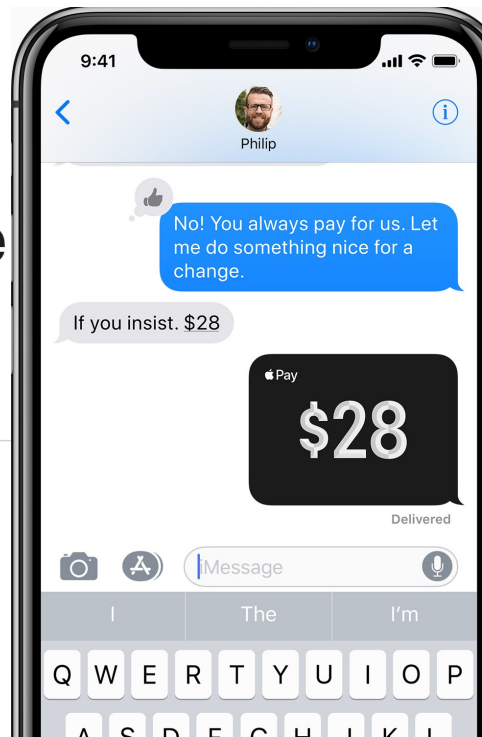 9:41
Philip
e
No! You always pay for us. Let
me do something nice for a
change.
If you insist. $28
Pay
$28
Delivered
iMessage
I The I'm
Q W E R T Y U I O P
A S D F G H J K L